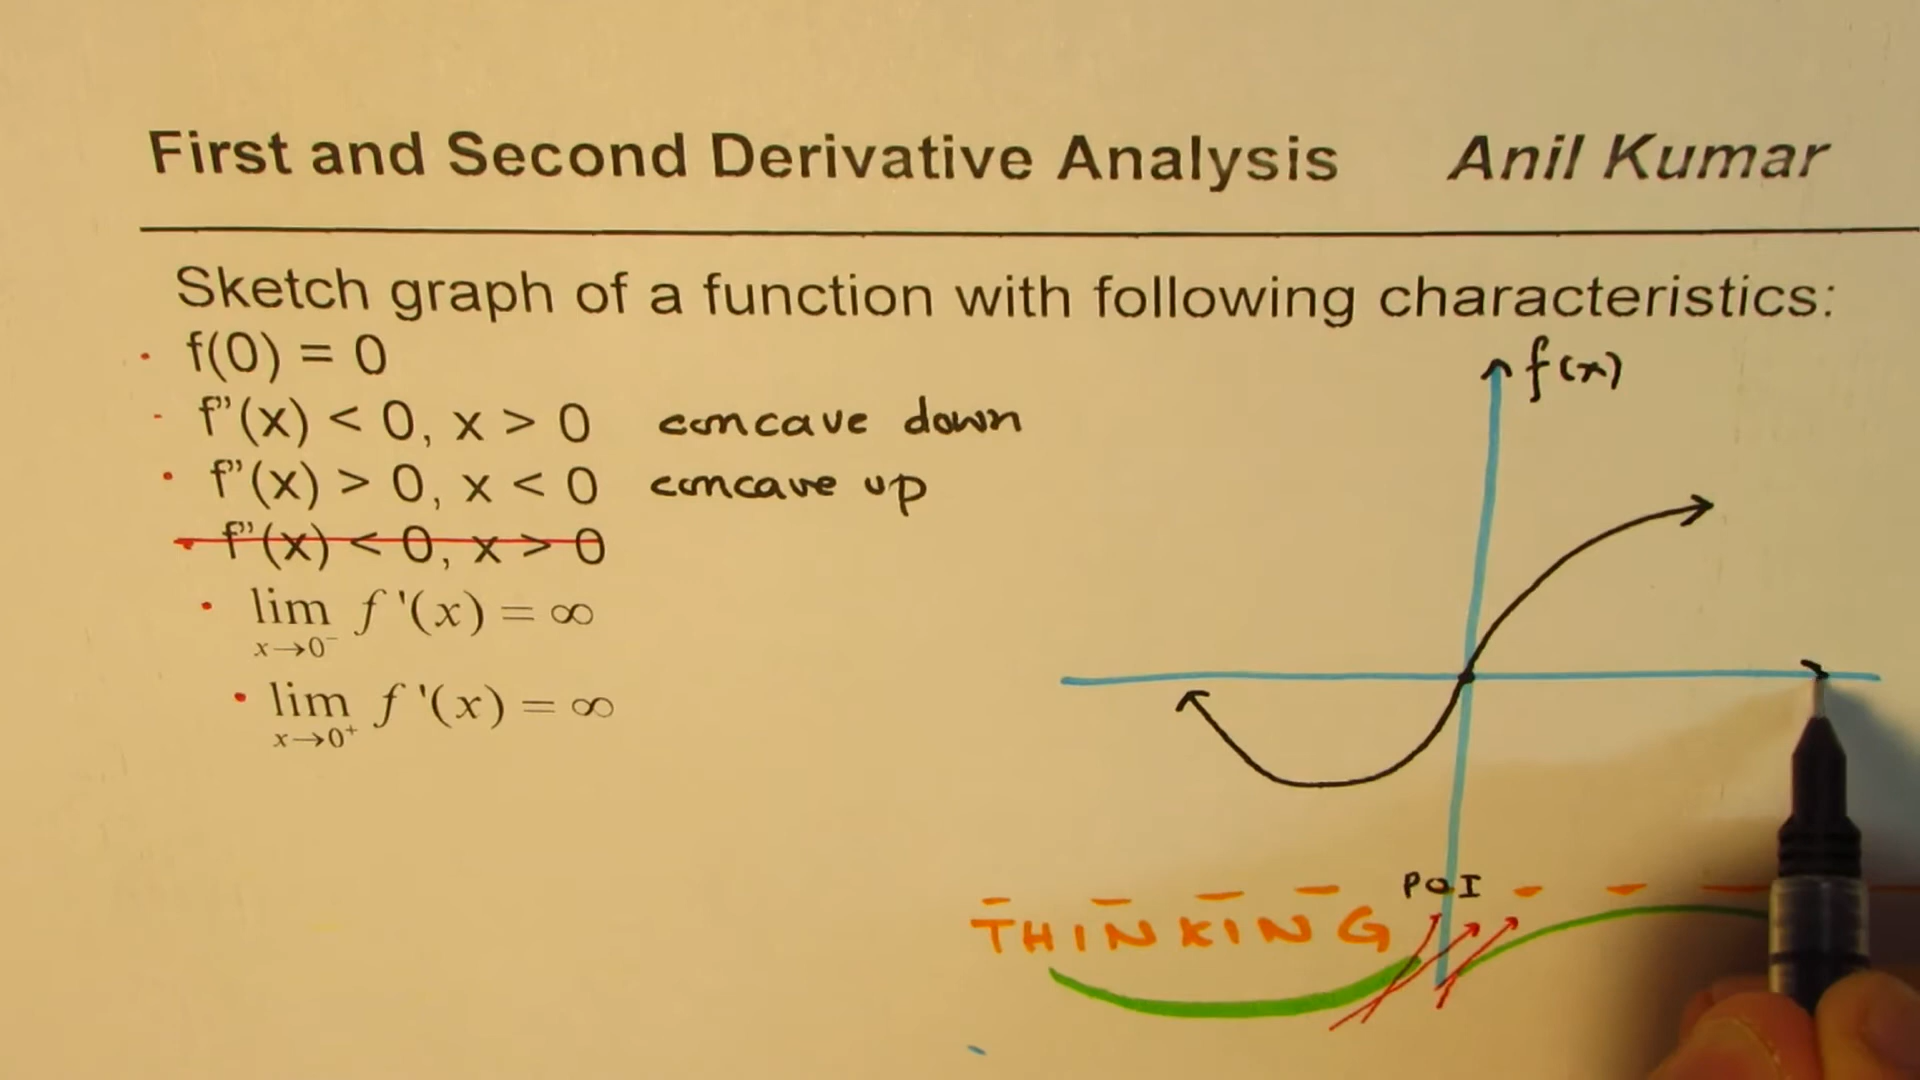 First and Second Derivative Analysis Anil Kumar
Sketch graph of a function with following characteristics:
f(0) = 0
f"(x) < 0, x > 0 concave down
f"(x) > 0, x < 0 concave up
f"(x) < 0, x > 0
lim f '(x) = ∞
x→0⁻
lim f '(x) = ∞
x→0⁺
f(x)
POI
THINKING